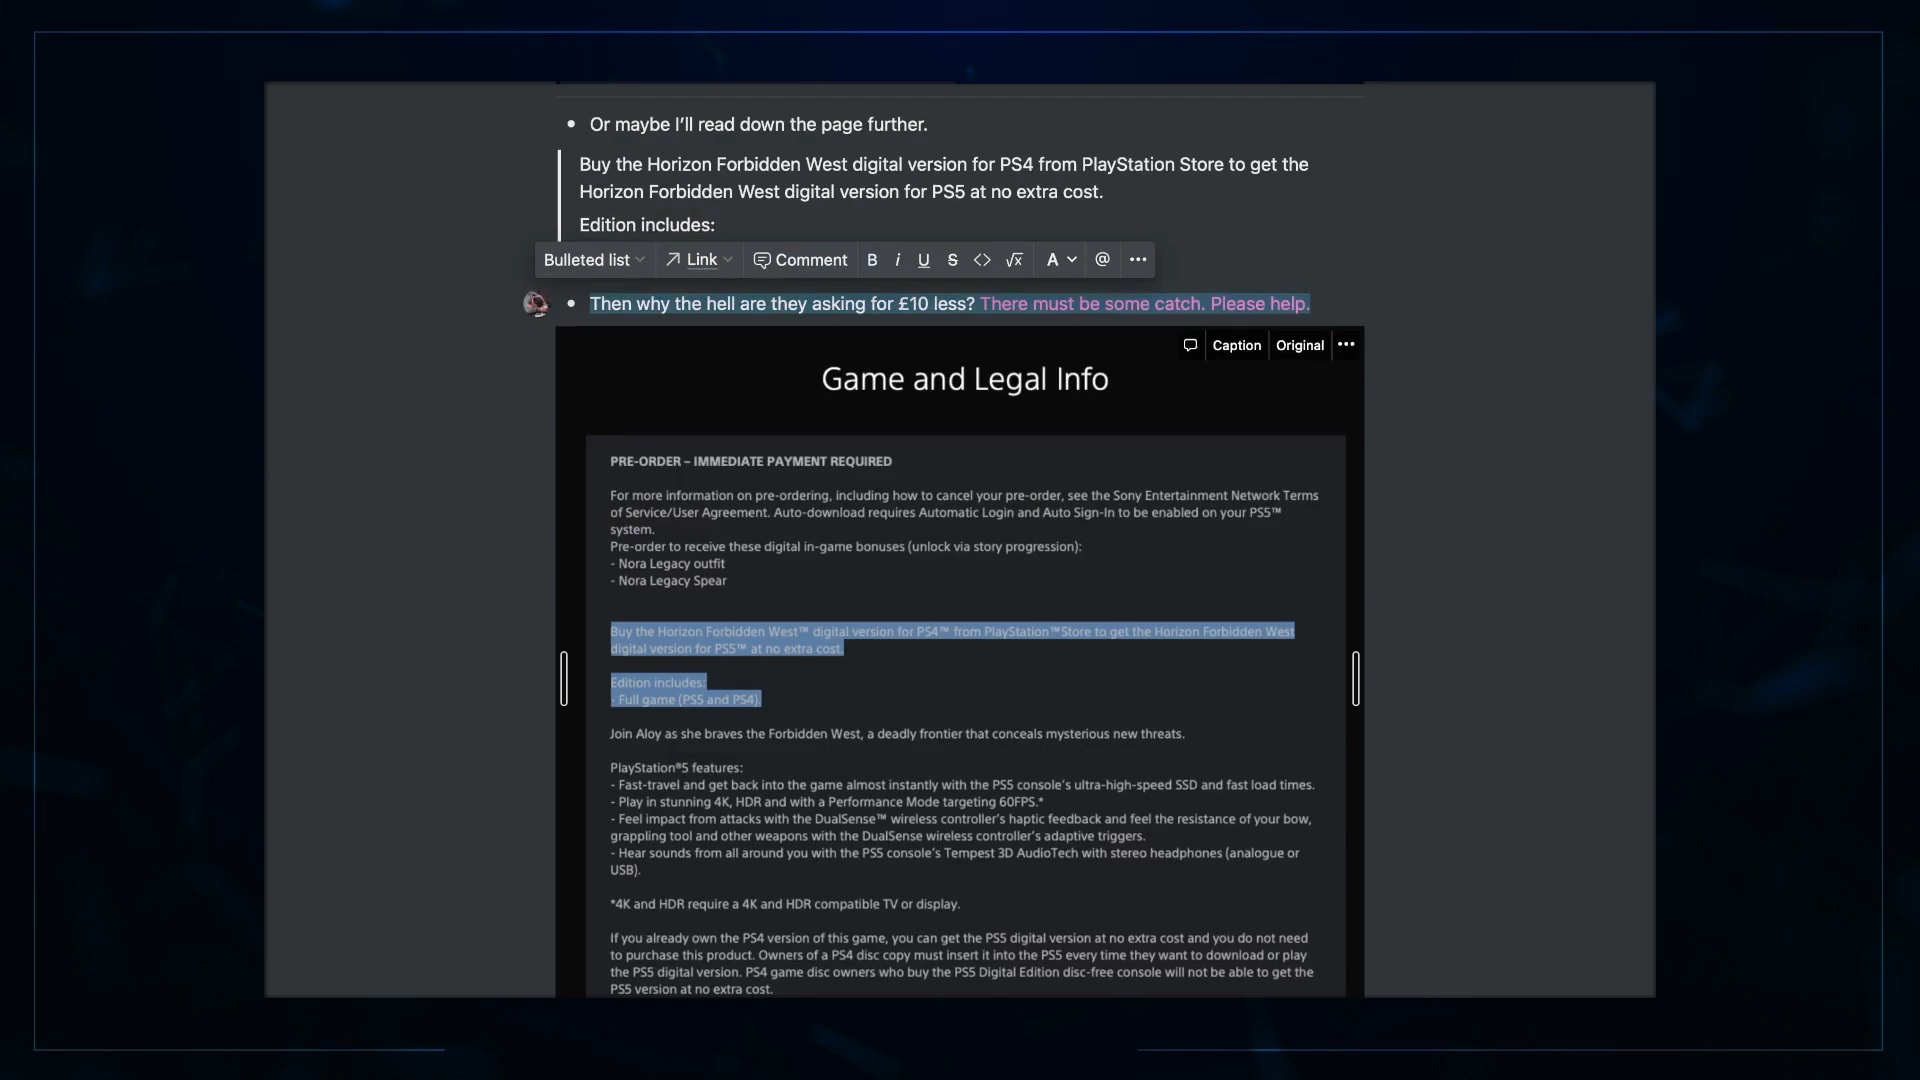 • Or maybe I’ll read down the page further.
Buy the Horizon Forbidden West digital version for PS4 from PlayStation Store to get the
Horizon Forbidden West digital version for PS5 at no extra cost.
Edition includes:
Bulleted list Link Comment B i U S <> √x A @ •••
• Then why the hell are they asking for £10 less? There must be some catch. Please help.
Caption Original •••
Game and Legal Info
PRE-ORDER – IMMEDIATE PAYMENT REQUIRED
For more information on pre-ordering, including how to cancel your pre-order, see the Sony Entertainment Network Terms
of Service/User Agreement. Auto-download requires Automatic Login and Auto Sign-In to be enabled on your PS5™
system.
Pre-order to receive these digital in-game bonuses (unlock via story progression):
- Nora Legacy outfit
- Nora Legacy Spear
Buy the Horizon Forbidden West™ digital version for PS4™ from PlayStation™Store to get the Horizon Forbidden West
digital version for PS5™ at no extra cost.
Edition includes:
- Full game (PS5 and PS4).
Join Aloy as she braves the Forbidden West, a deadly frontier that conceals mysterious new threats.
PlayStation®5 features:
- Fast-travel and get back into the game almost instantly with the PS5 console’s ultra-high-speed SSD and fast load times.
- Play in stunning 4K, HDR and with a Performance Mode targeting 60FPS.*
- Feel impact from attacks with the DualSense™ wireless controller’s haptic feedback and feel the resistance of your bow,
grappling tool and other weapons with the DualSense wireless controller’s adaptive triggers.
- Hear sounds from all around you with the PS5 console’s Tempest 3D AudioTech with stereo headphones (analogue or
USB).
*4K and HDR require a 4K and HDR compatible TV or display.
If you already own the PS4 version of this game, you can get the PS5 digital version at no extra cost and you do not need
to purchase this product. Owners of a PS4 disc copy must insert it into the PS5 every time they want to download or play
the PS5 digital version. PS4 game disc owners who buy the PS5 Digital Edition disc-free console will not be able to get the
PS5 version at no extra cost.